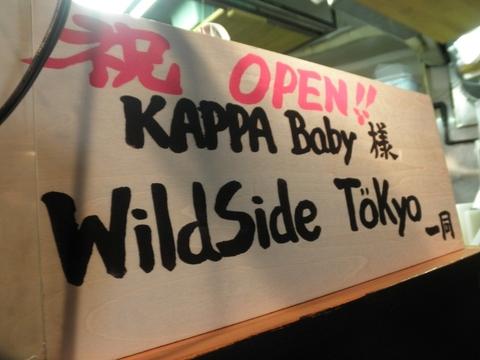 祝 OPEN!!
KAPPA Baby 様
WildSide TöKyo 一同